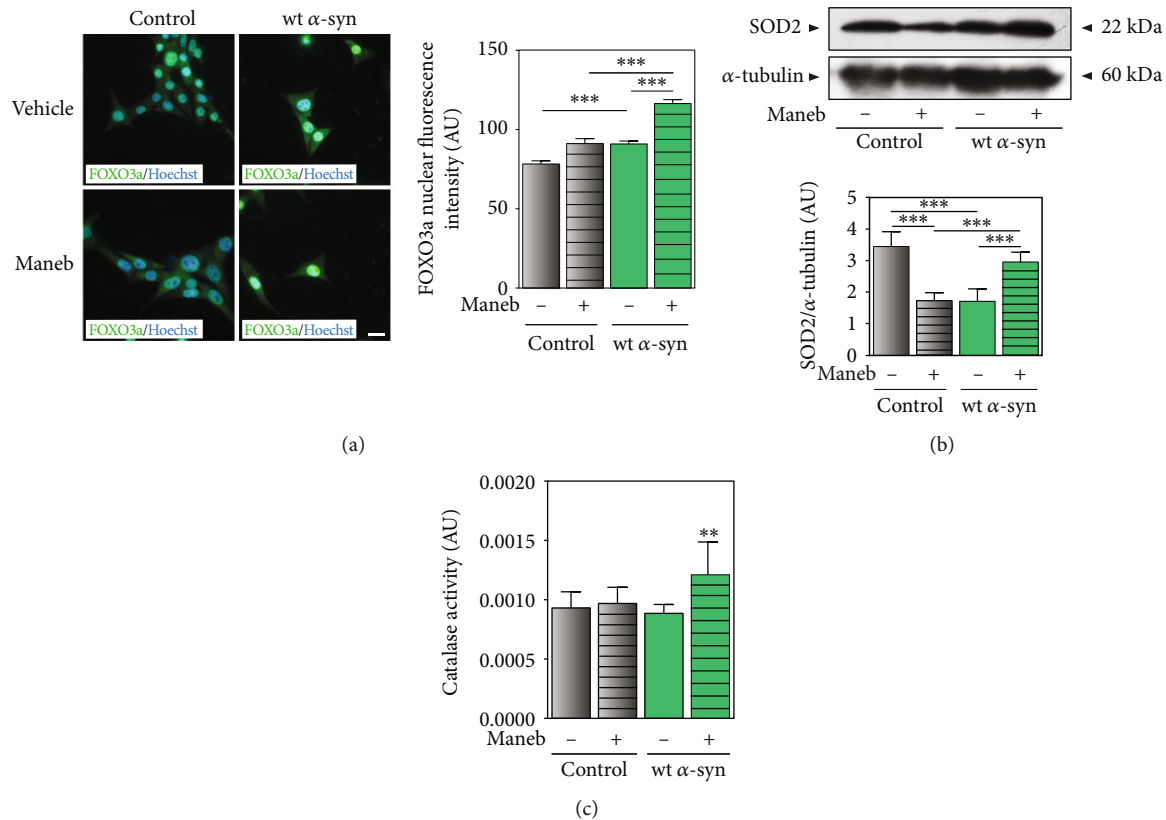 Control wt α-syn
Vehicle
FOXO3a/Hoechst FOXO3a/Hoechst
Maneb
FOXO3a/Hoechst FOXO3a/Hoechst
FOXO3a nuclear fluorescence
intensity (AU)
150
100
50
0
***
***
***
Maneb – + – +
Control wt α-syn
(a)
SOD2 22 kDa
α-tubulin 60 kDa
Maneb – + – +
Control wt α-syn
SOD2/α-tubulin (AU)
5
4
3
2
1
0
***
*** ***
***
Maneb – + – +
Control wt α-syn
(b)
Catalase activity (AU)
0.0020
0.0015
0.0010
0.0005
0.0000
**
Maneb – + – +
Control wt α-syn
(c)